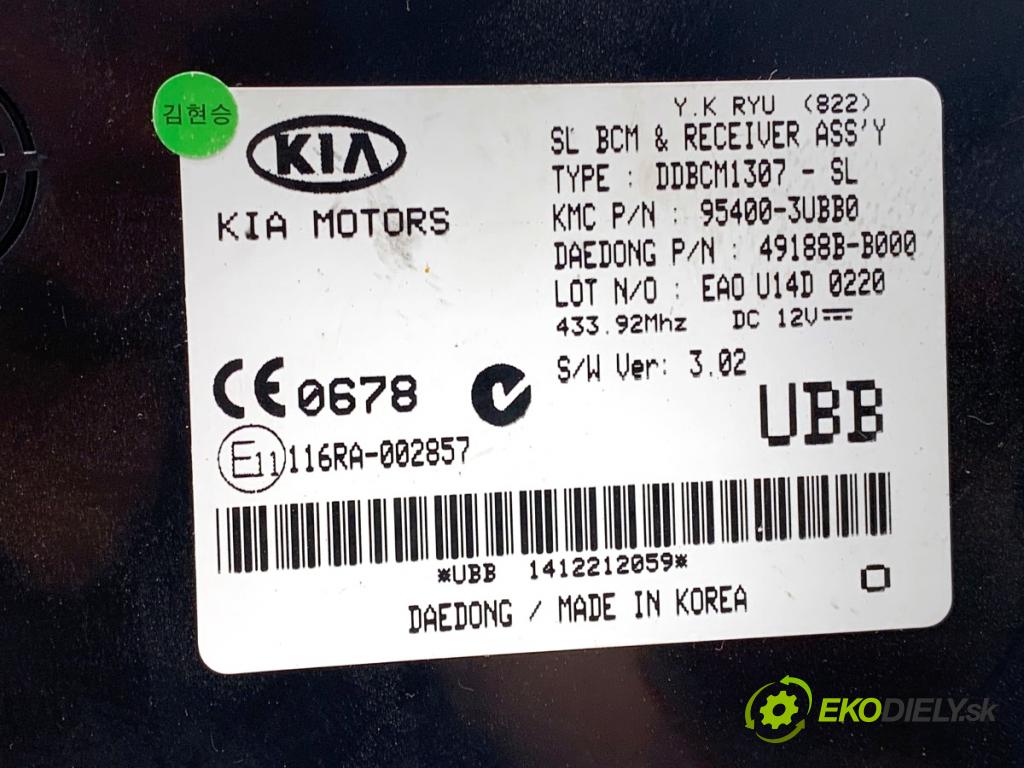 김현승
KIA
KIA MOTORS
Y.K RYU (822)
SL BCM & RECEIVER ASS'Y
TYPE : DDBCM1307 - SL
KMC P/N : 95400-3UBB0
DAEDONG P/N : 49188B-B000
LOT N/O : EAO U14D 0220
433.92Mhz DC 12V
S/W Ver: 3.02
CE 0678
UBB
E11 116RA-002857
*UBB 1412212059*
DAEDONG / MADE IN KOREA
EKODIELY.sk